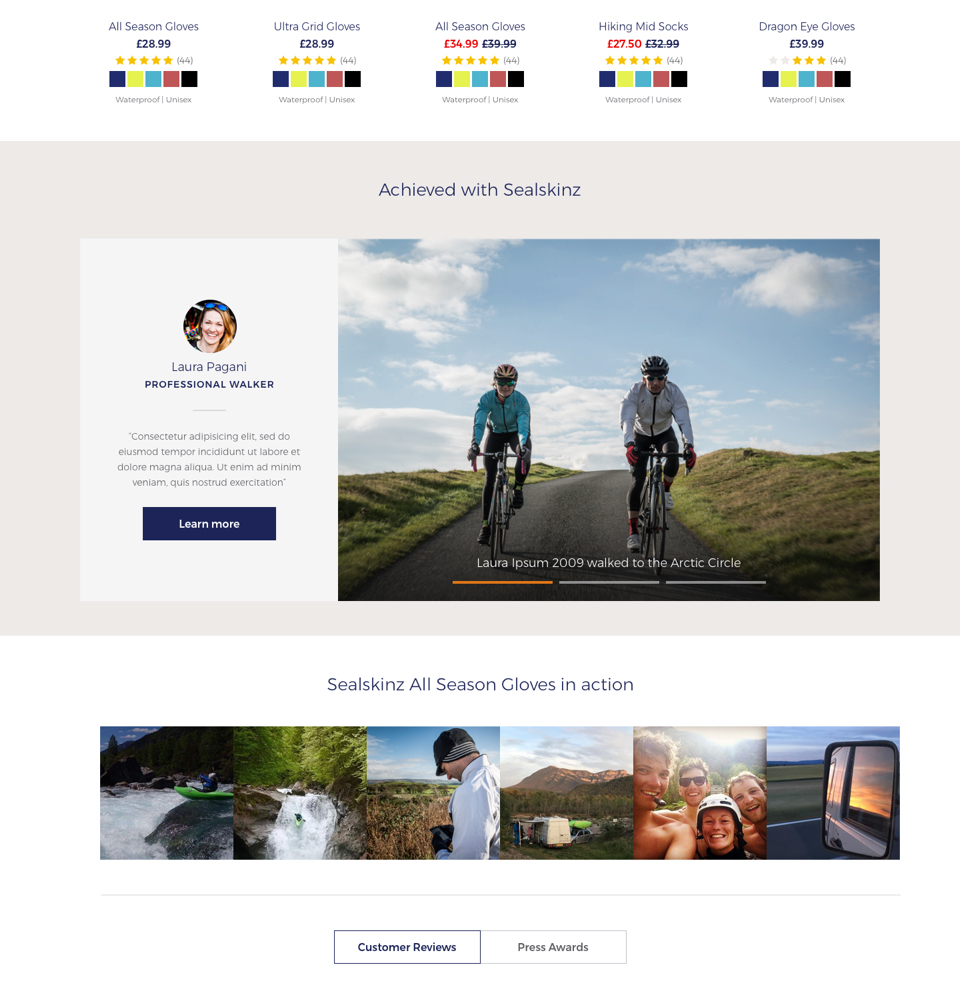 All Season Gloves
£28.99
(44)
Waterproof | Unisex
Ultra Grid Gloves
£28.99
(44)
Waterproof | Unisex
All Season Gloves
£34.99 £39.99
(44)
Waterproof | Unisex
Hiking Mid Socks
£27.50 £32.99
(44)
Waterproof | Unisex
Dragon Eye Gloves
£39.99
(44)
Waterproof | Unisex
Achieved with Sealskinz
Laura Pagani
PROFESSIONAL WALKER
"Consectetur adipisicing elit, sed do
eiusmod tempor incididunt ut labore et
dolore magna aliqua. Ut enim ad minim
veniam, quis nostrud exercitation"
Learn more
Laura Ipsum 2009 walked to the Arctic Circle
Sealskinz All Season Gloves in action
Customer Reviews
Press Awards